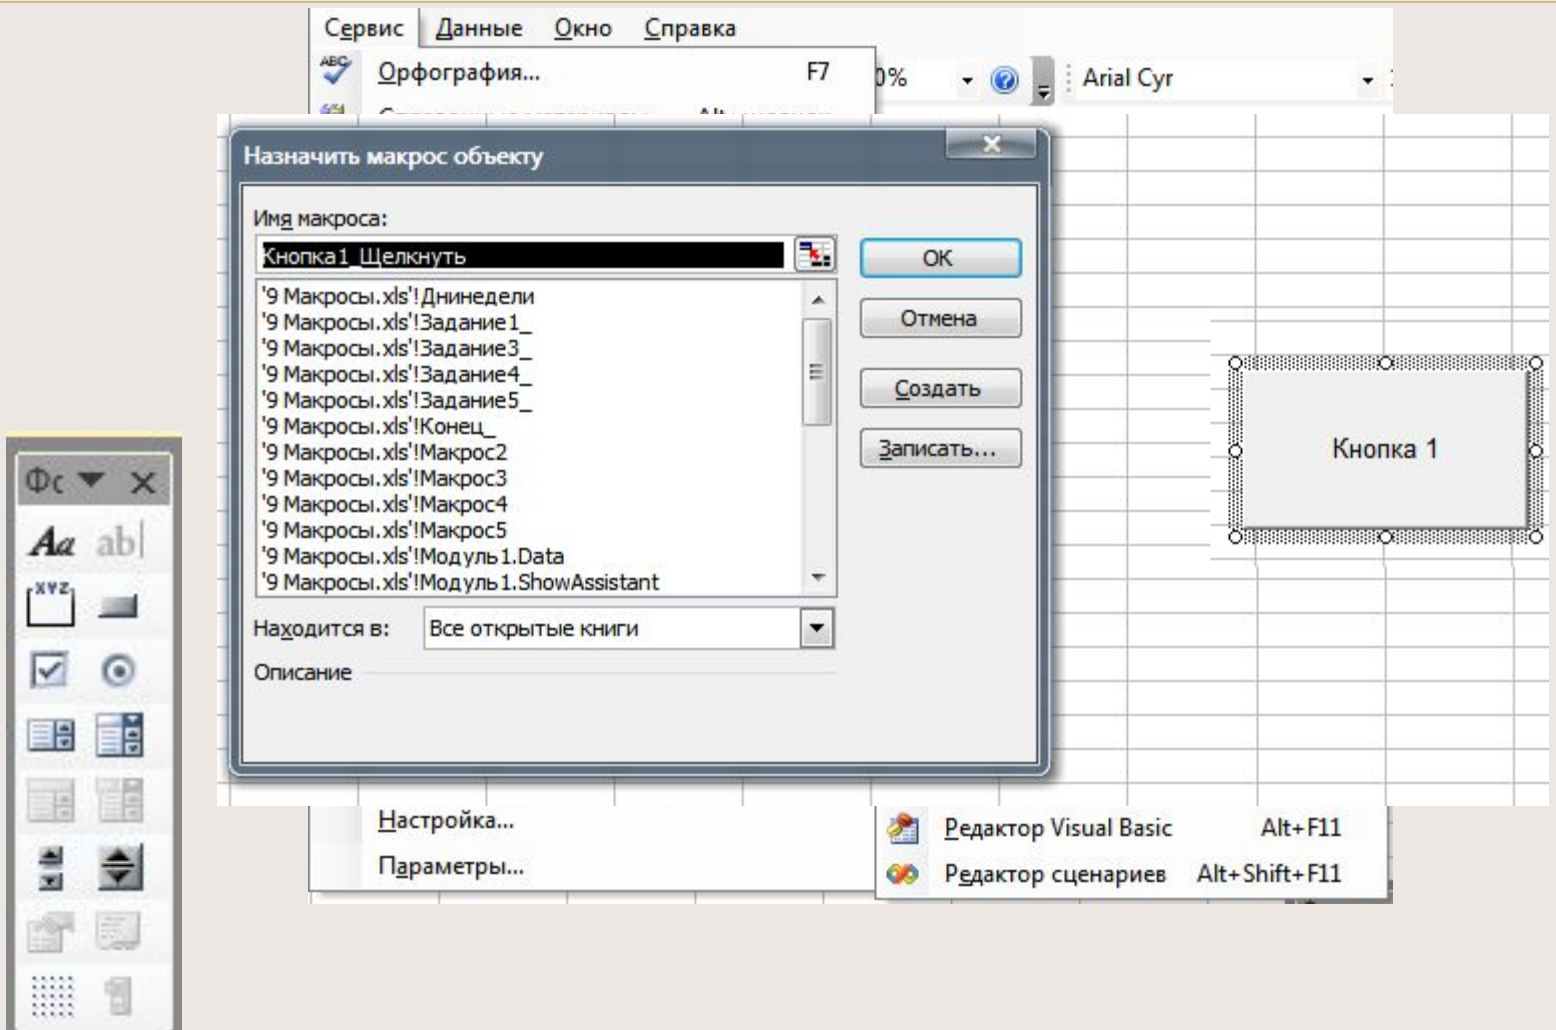 Сервис Данные Окно Справка
ABC Орфография... F7
0% Arial Cyr
Назначить макрос объекту
Имя макроса:
Кнопка1_Щелкнуть
'9 Макросы.xls'!Днинедели
'9 Макросы.xls'!Задание1_
'9 Макросы.xls'!Задание3_
'9 Макросы.xls'!Задание4_
'9 Макросы.xls'!Задание5_
'9 Макросы.xls'!Конец_
'9 Макросы.xls'!Макрос2
'9 Макросы.xls'!Макрос3
'9 Макросы.xls'!Макрос4
'9 Макросы.xls'!Макрос5
'9 Макросы.xls'!Модуль1.Data
'9 Макросы.xls'!Модуль1.ShowAssistant
Находится в: Все открытые книги
Описание
ОК
Отмена
Создать
Записать...
Кнопка 1
Фо
Aa ab|
XYZ
Настройка...
Параметры...
Редактор Visual Basic Alt+F11
Редактор сценариев Alt+Shift+F11